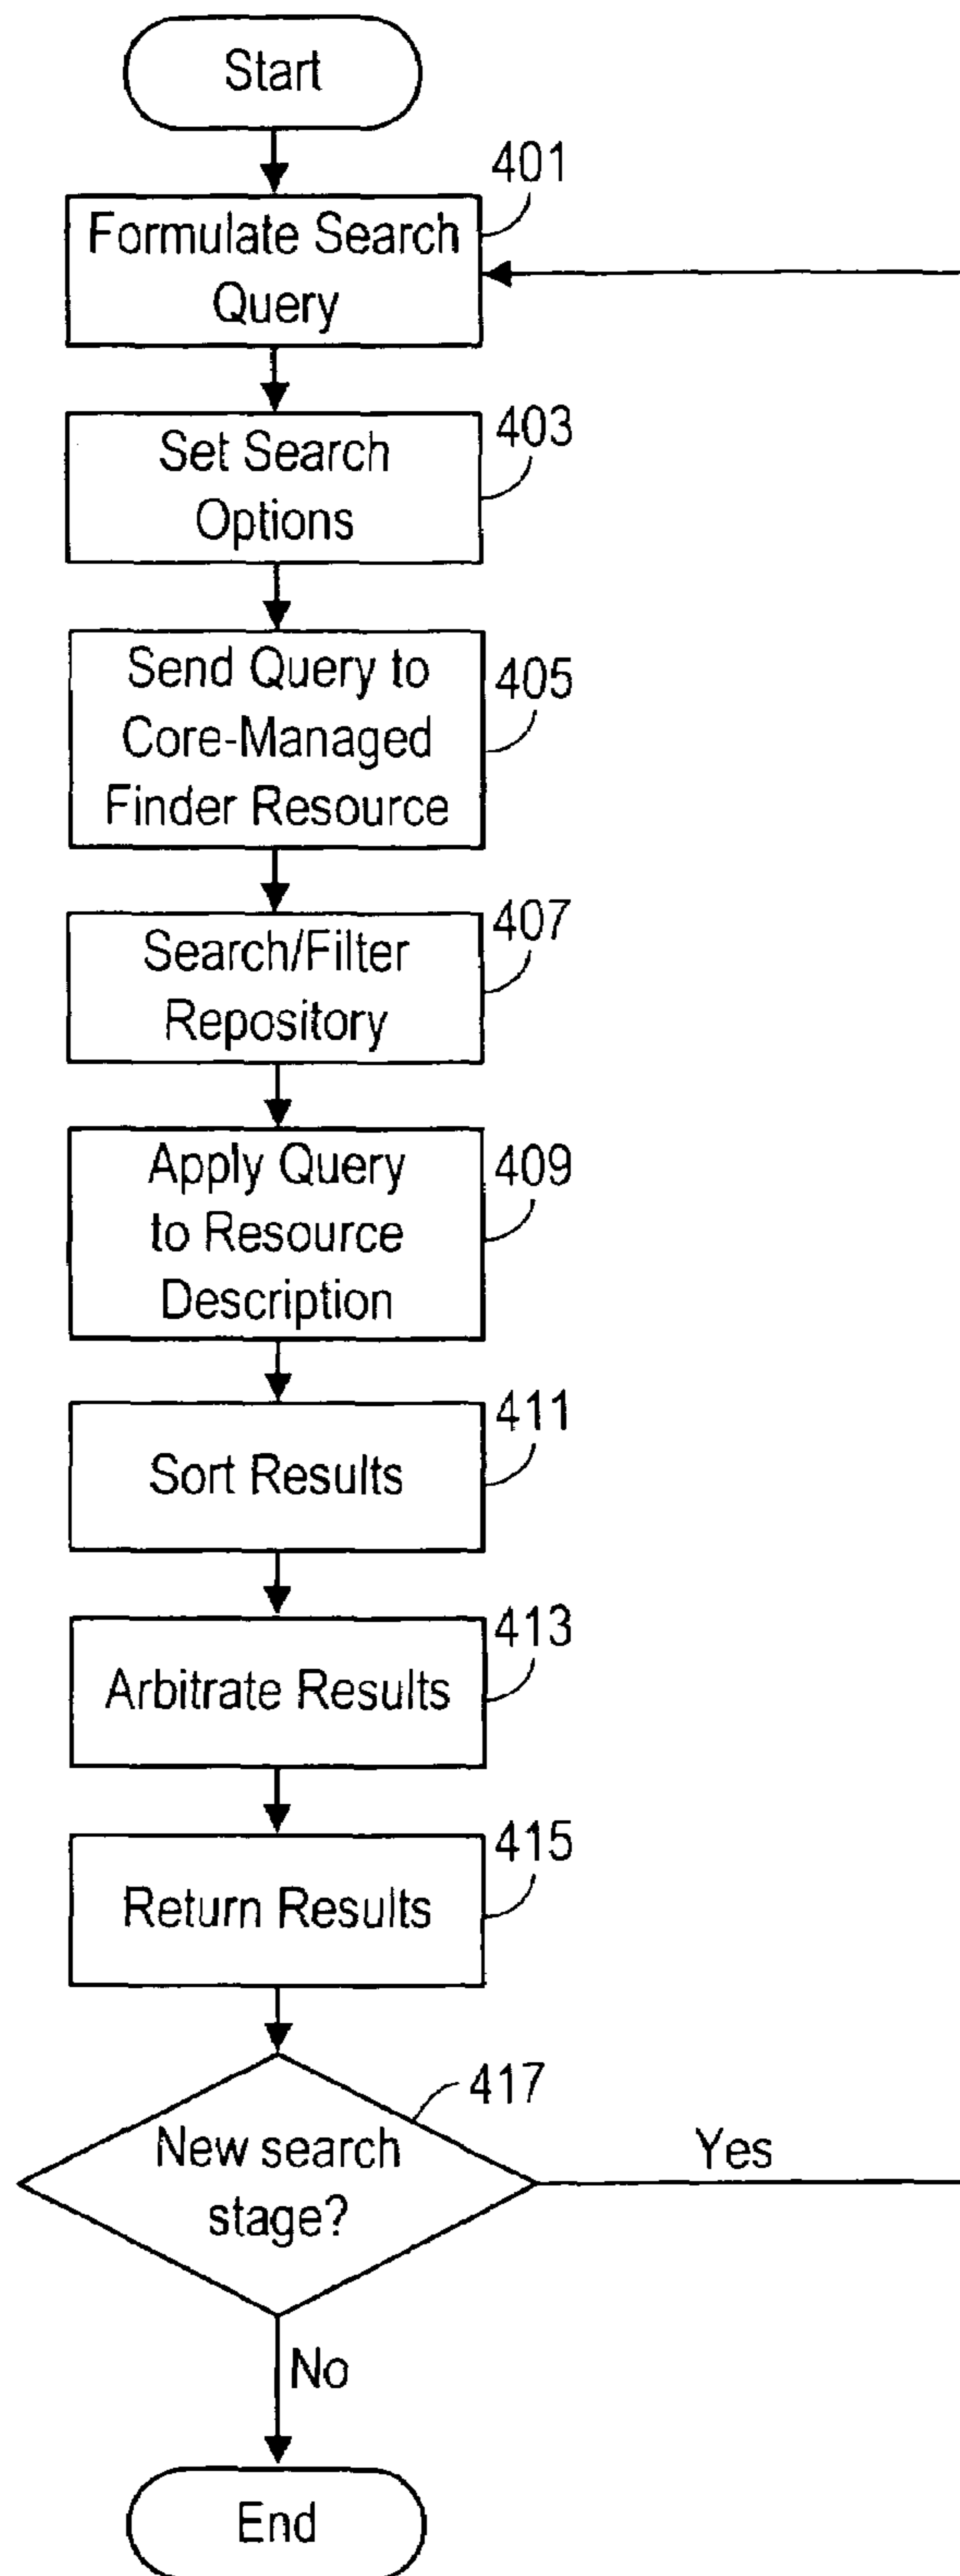 Start
401
Formulate Search
Query
403
Set Search
Options
405
Send Query to
Core-Managed
Finder Resource
407
Search/Filter
Repository
409
Apply Query
to Resource
Description
411
Sort Results
413
Arbitrate Results
415
Return Results
417
New search
stage?
Yes
No
End